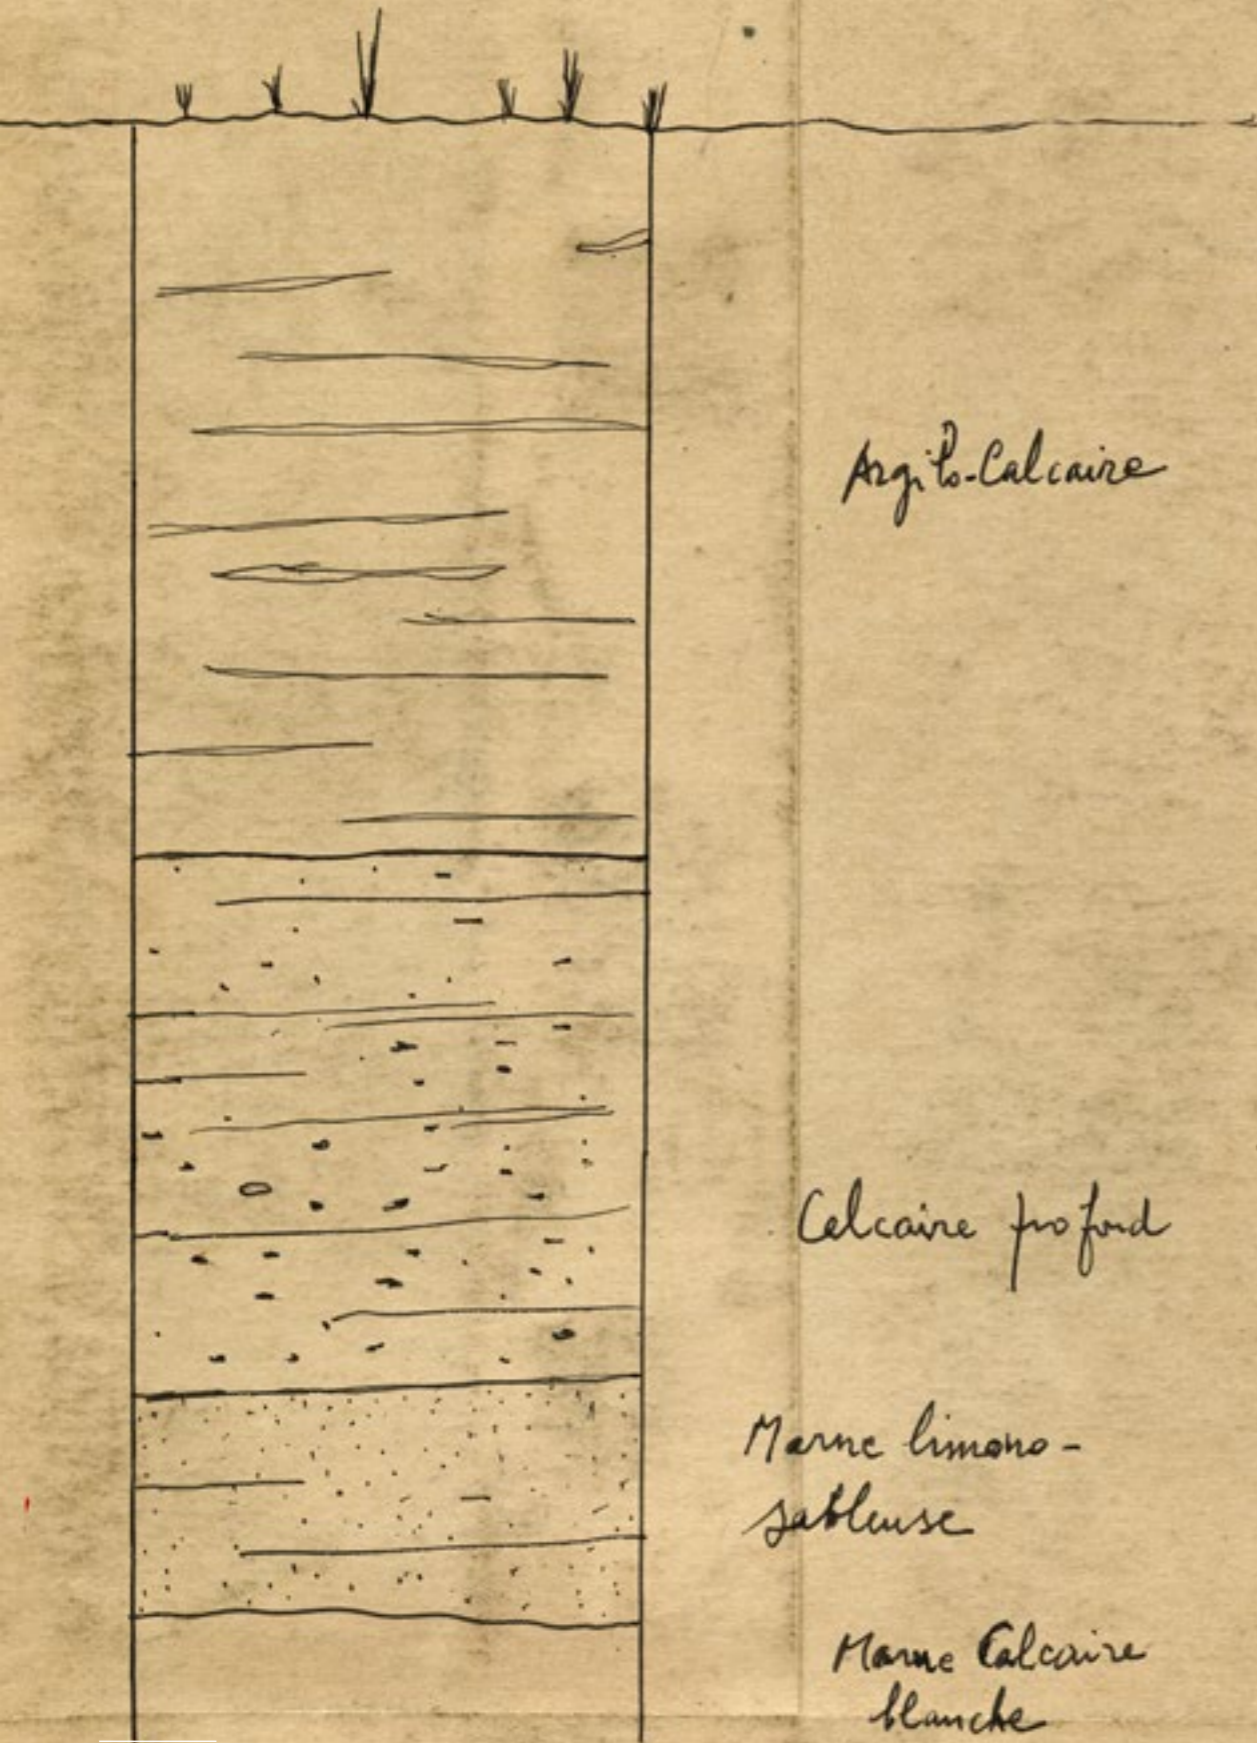 Argilo-Calcaire
Calcaire profond
Marne limono-
sableuse
Marne Calcaire
blanche